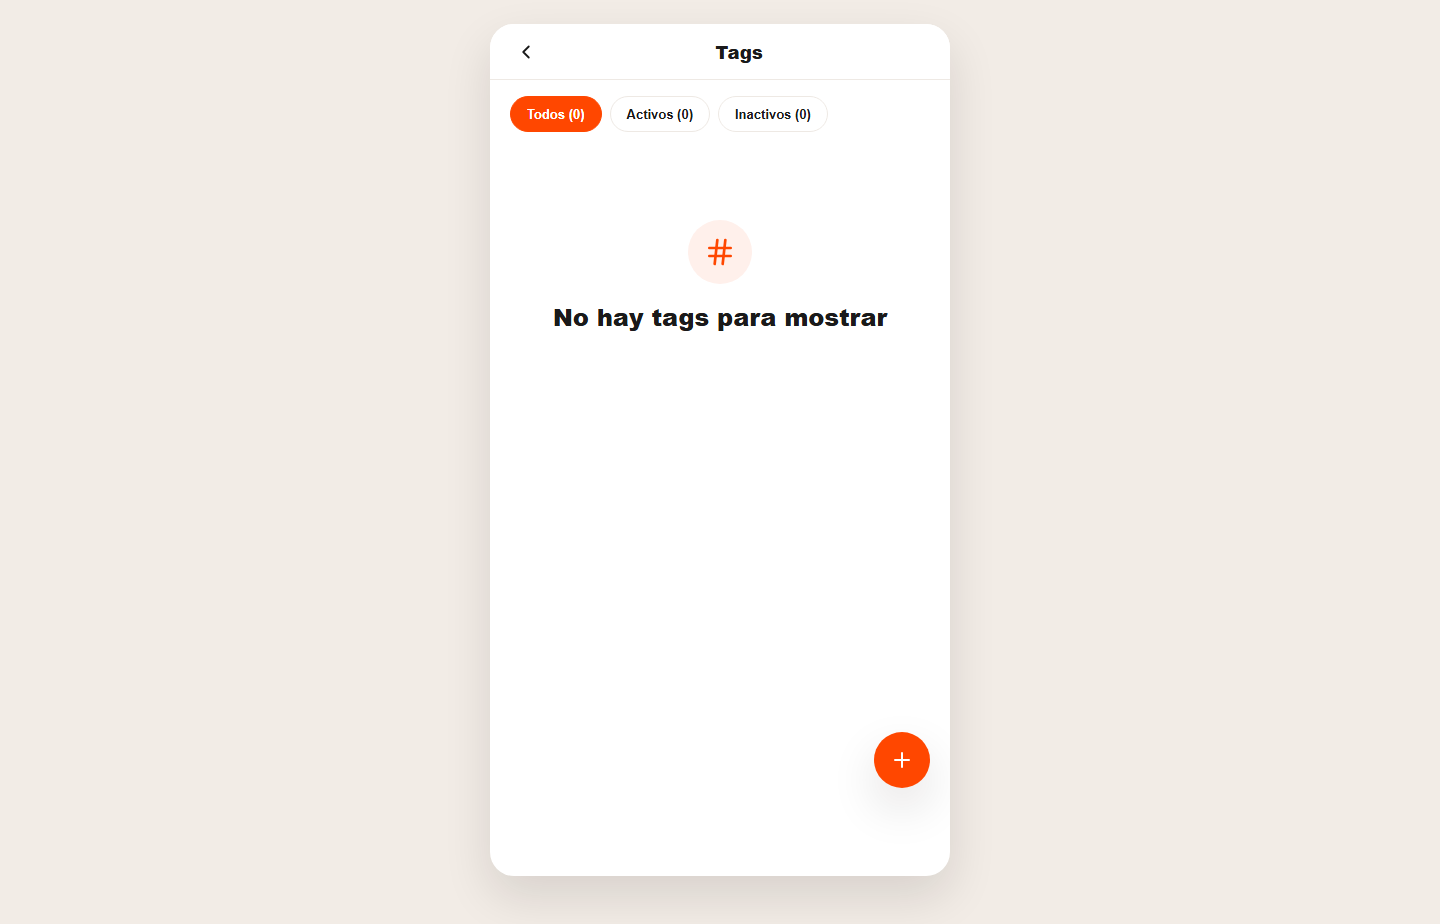 Tags
Todos (0)
Activos (0)
Inactivos (0)
No hay tags para mostrar